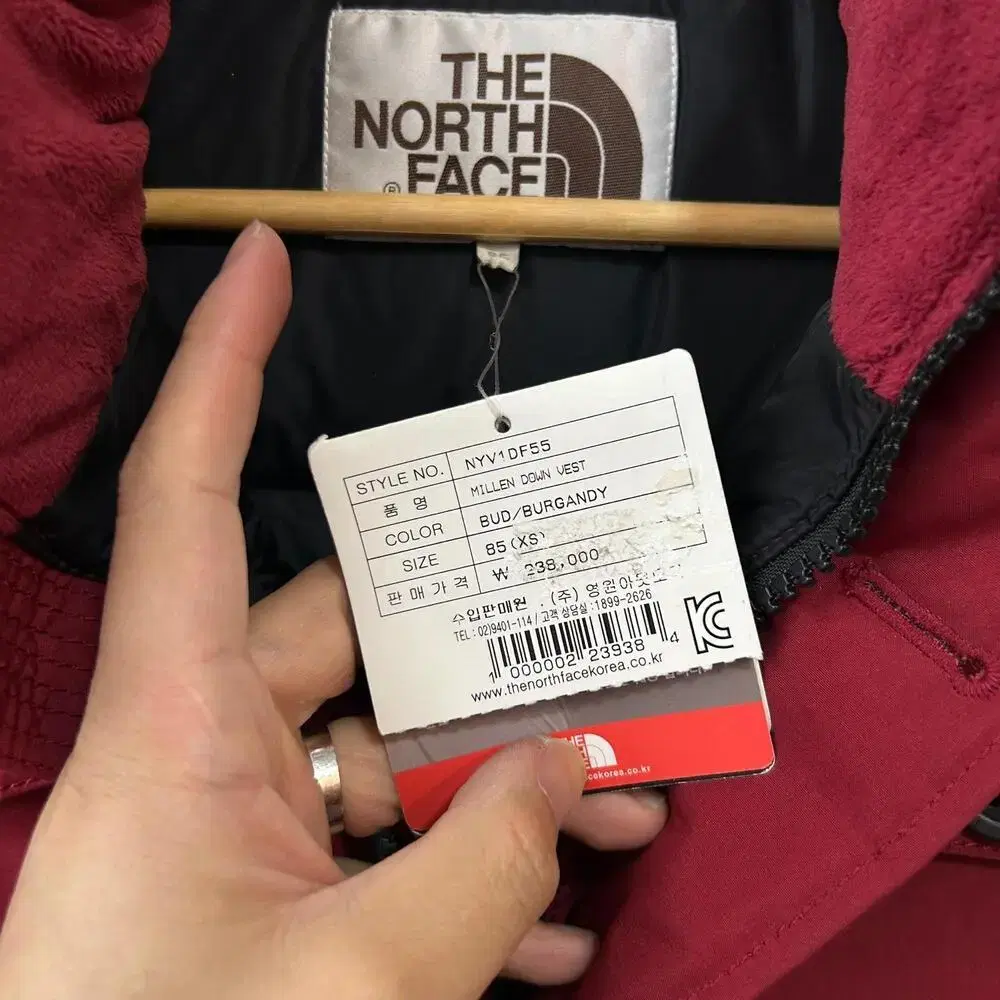 THE
NORTH
FACE
®
STYLE NO. NYV1DF55
품 명 MILLEN DOWN VEST
COLOR BUD/BURGANDY
SIZE 85(XS)
판 매 가 격 ₩ 238,000
수입판매원 : (주) 영원아웃도어
TEL : 02)9401-114 / 고객 상담실 : 1899-2626
1 000002 23938 4
www.thenorthfacekorea.co.kr